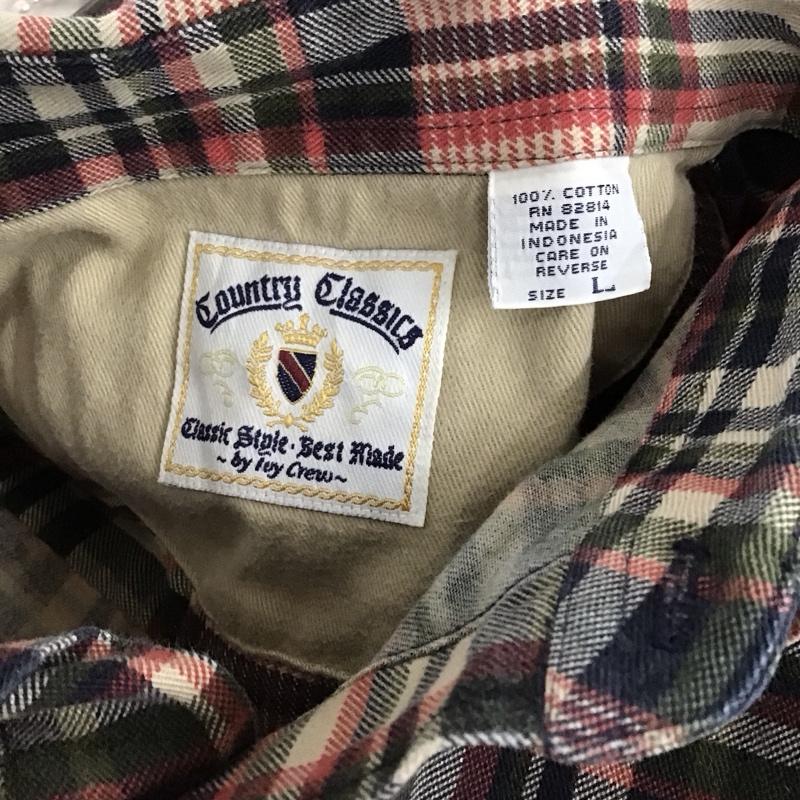 Country Classics
Classic Style · Best Made
~ by Ivy Crew ~
100% COTTON
RN 82814
MADE IN
INDONESIA
CARE ON
REVERSE
SIZE L